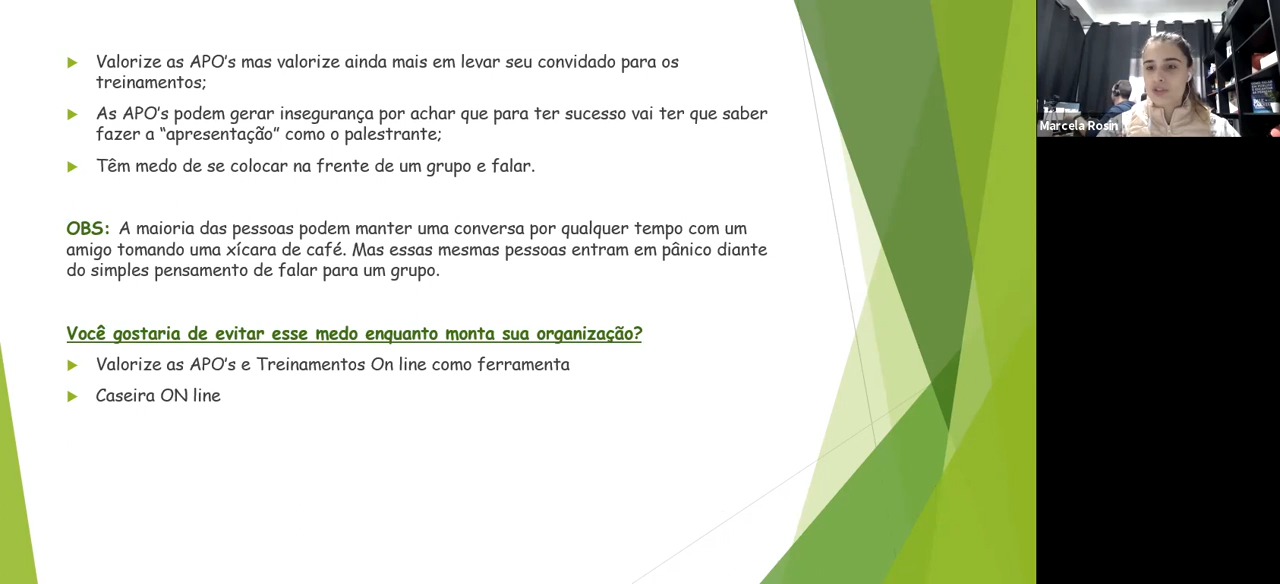 Valorize as APO's mas valorize ainda mais em levar seu convidado para os
treinamentos;
As APO's podem gerar insegurança por achar que para ter sucesso vai ter que saber
fazer a “apresentação” como o palestrante;
Têm medo de se colocar na frente de um grupo e falar.
OBS: A maioria das pessoas podem manter uma conversa por qualquer tempo com um
amigo tomando uma xícara de café. Mas essas mesmas pessoas entram em pânico diante
do simples pensamento de falar para um grupo.
Você gostaria de evitar esse medo enquanto monta sua organização?
Valorize as APO's e Treinamentos On line como ferramenta
Caseira ON line
Marcela Rosin